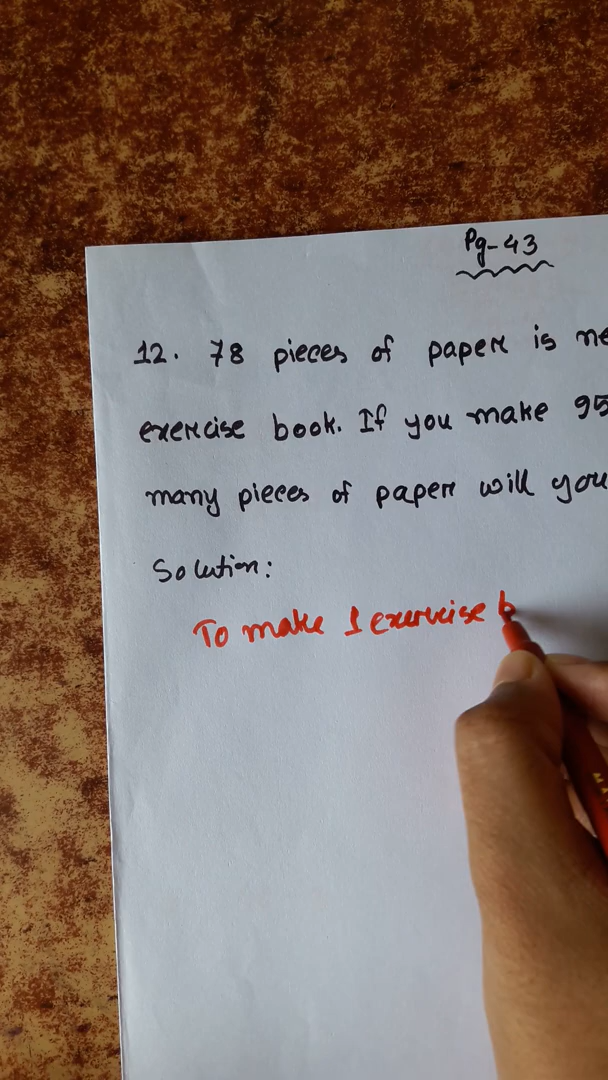 Pg-43
12. 78 pieces of paper is ne
exercise book. If you make 95
many pieces of paper will you
Solution:
To make 1 exercise b